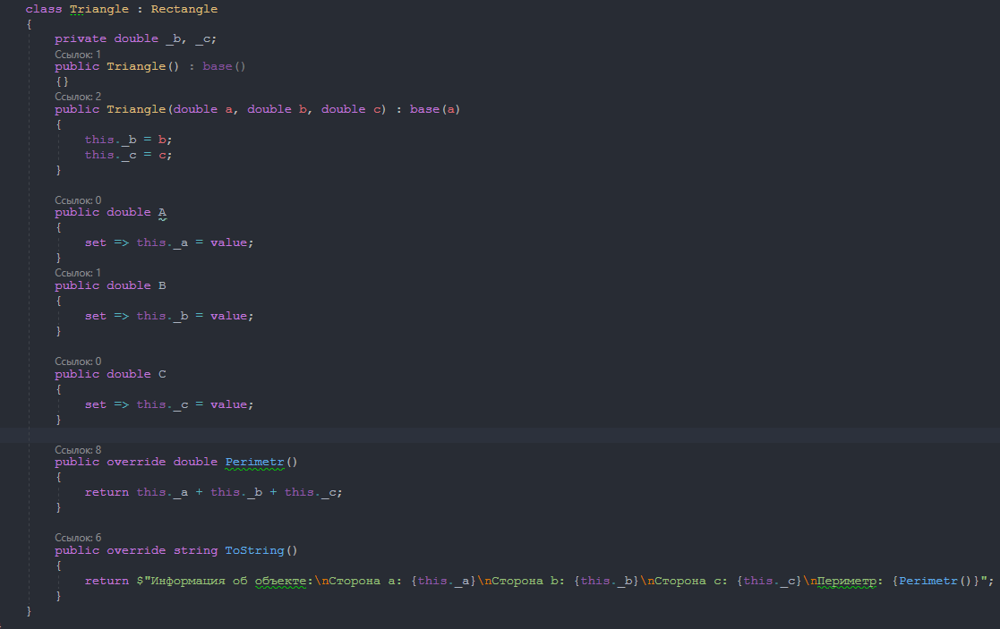 class Triangle : Rectangle
{
private double _b, _c;
Ссылок: 1
public Triangle() : base()
{}
Ссылок: 2
public Triangle(double a, double b, double c) : base(a)
{
this._b = b;
this._c = c;
}
Ссылок: 0
public double A
{
set => this._a = value;
}
Ссылок: 1
public double B
{
set => this._b = value;
}
Ссылок: 0
public double C
{
set => this._c = value;
}
Ссылок: 8
public override double Perimetr()
{
return this._a + this._b + this._c;
}
Ссылок: 6
public override string ToString()
{
return $"Информация об объекте:\nСторона a: {this._a}\nСторона b: {this._b}\nСторона c: {this._c}\nПериметр: {Perimetr()}";
}
}